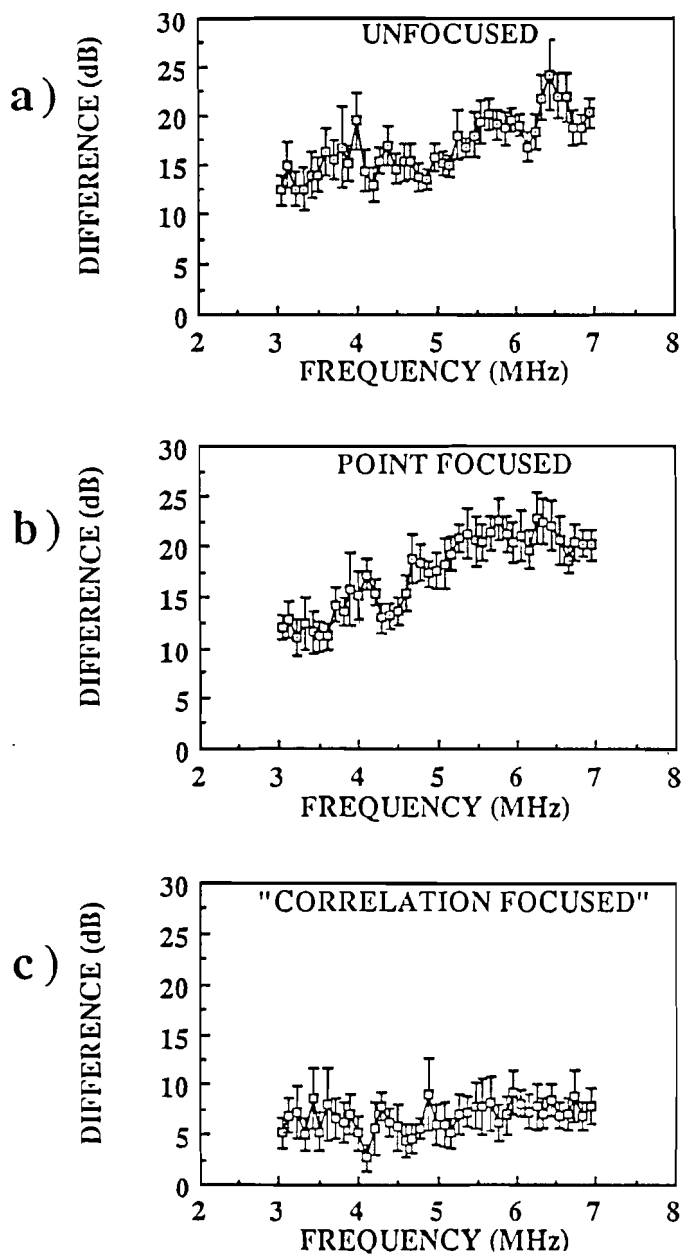 a)
UNFOCUSED
DIFFERENCE (dB)
30
25
20
15
10
5
0
2 3 4 5 6 7 8
FREQUENCY (MHz)
b)
POINT FOCUSED
DIFFERENCE (dB)
30
25
20
15
10
5
0
2 3 4 5 6 7 8
FREQUENCY (MHz)
c)
"CORRELATION FOCUSED"
DIFFERENCE (dB)
30
25
20
15
10
5
0
2 3 4 5 6 7 8
FREQUENCY (MHz)